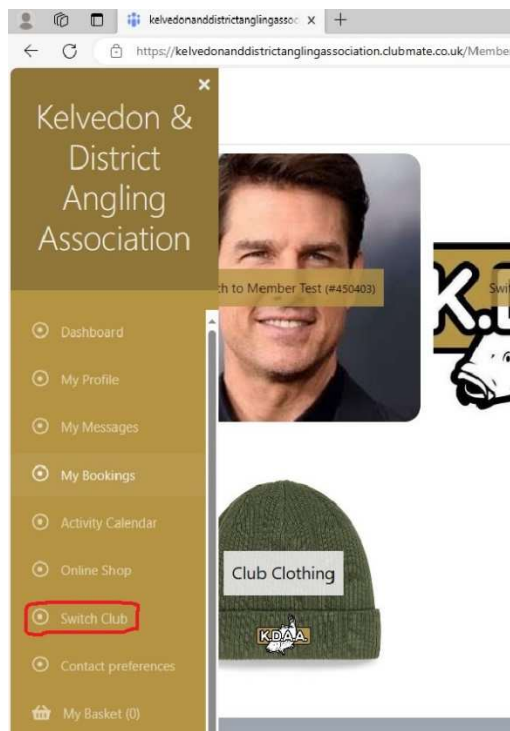 kelvedonanddistrictanglingassoc
https://kelvedonanddistrictanglingassociation.clubmate.co.uk/Membe
Kelvedon &
District
Angling
Association
Dashboard
My Profile
My Messages
My Bookings
Activity Calendar
Online Shop
Switch Club
Contact preferences
My Basket (0)
ch to Member Test (#450403)
K.D
Swit
Club Clothing
K.D.A.A.